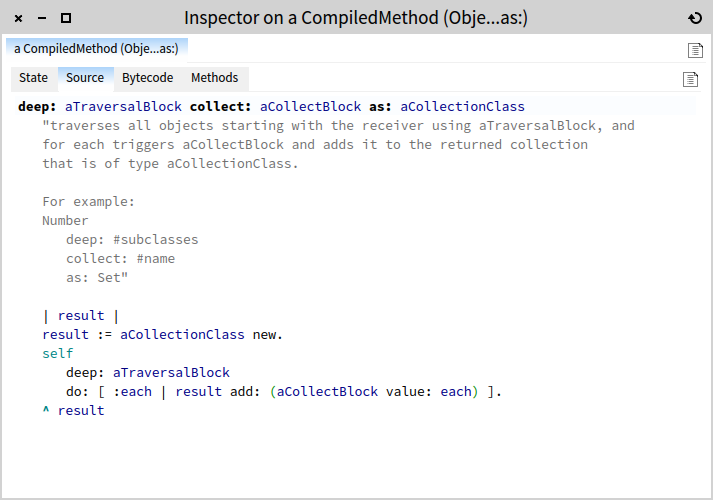 Inspector on a CompiledMethod (Obje...as:)
a CompiledMethod (Obje...as:)
State Source Bytecode Methods
deep: aTraversalBlock collect: aCollectBlock as: aCollectionClass
"traverses all objects starting with the receiver using aTraversalBlock, and
for each triggers aCollectBlock and adds it to the returned collection
that is of type aCollectionClass.
For example:
Number
deep: #subclasses
collect: #name
as: Set"
| result |
result := aCollectionClass new.
self
deep: aTraversalBlock
do: [ :each | result add: (aCollectBlock value: each) ].
^ result